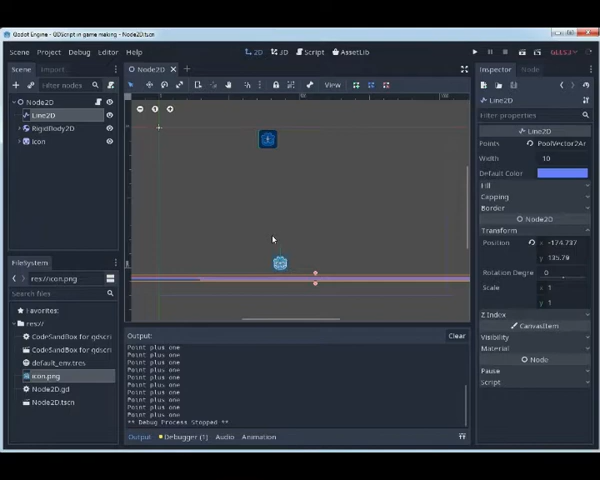 Godot Engine - GDScript in game making - Node2D.tscn
Scene Project Debug Editor Help
2D 3D Script AssetLib
GLES3
Scene Import
Node2D
Inspector Node
Filter nodes
View
Node2D
Line2D
RigidBody2D
Icon
Line2D
Filter properties
Line2D
Points PoolVector2Ar
Width 10
Default Color
Fill
Capping
Border
Node2D
Transform
Position x -174.737
y 135.79
Rotation Degre 0
Scale x 1
y 1
Z Index
CanvasItem
Visibility
Material
Node
Pause
Script
FileSystem
res://icon.png
Search files
Favorites:
res://
CodeSandBox for gdscri
CodeSandBox for gdscri
default_env.tres
icon.png
Node2D.gd
Node2D.tscn
Output:
Clear
Point plus one
Point plus one
Point plus one
Point plus one
Point plus one
Point plus one
Point plus one
Point plus one
Point plus one
Point plus one
** Debug Process Stopped **
Output Debugger (1) Audio Animation